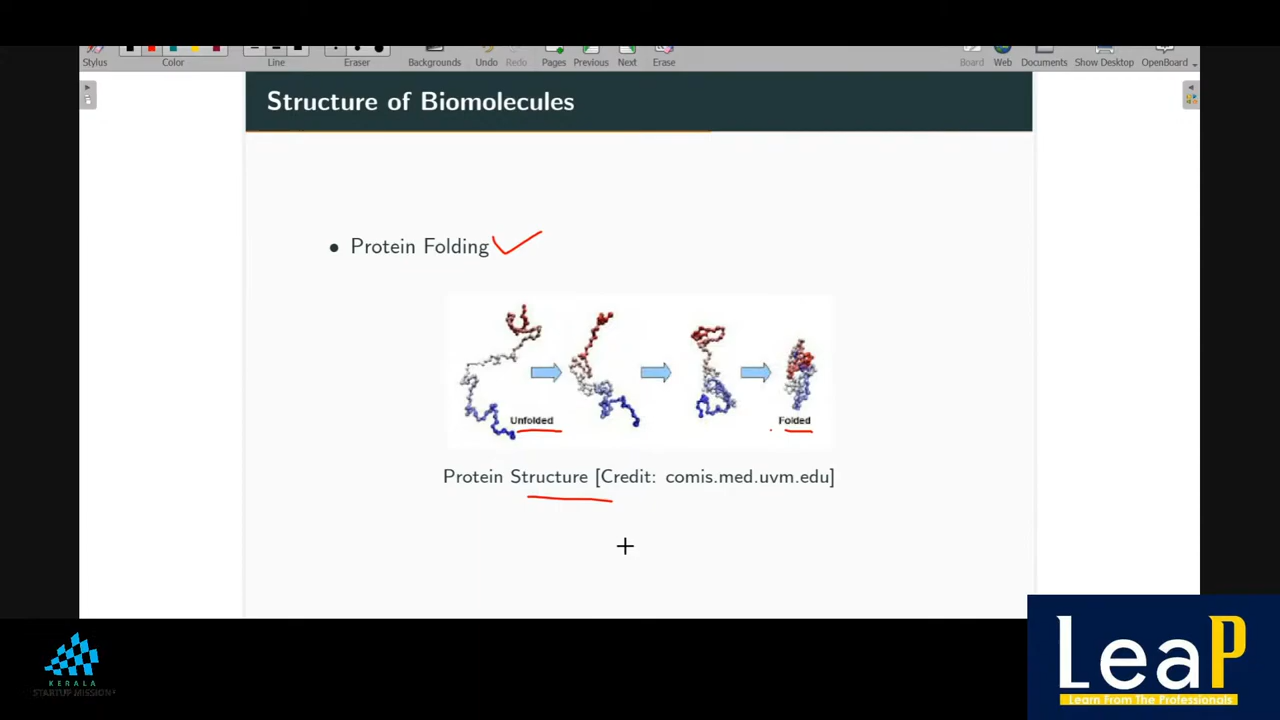 Stylus Color Line Eraser Backgrounds Undo Redo Pages Previous Next Erase Board Web Documents Show Desktop OpenBoard
Structure of Biomolecules
• Protein Folding
Unfolded Folded
Protein Structure [Credit: comis.med.uvm.edu]
KERALA
STARTUP MISSION
LeaP
Learn From The Professionals